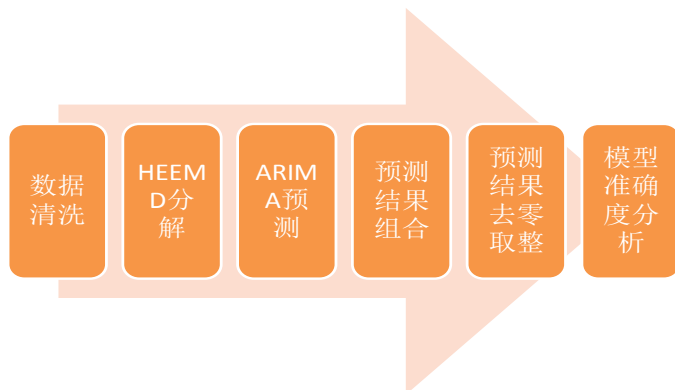 数据
清洗
HEEM
D分
解
ARIM
A预
测
预测
结果
组合
预测
结果
去零
取整
模型
准确
度分
析